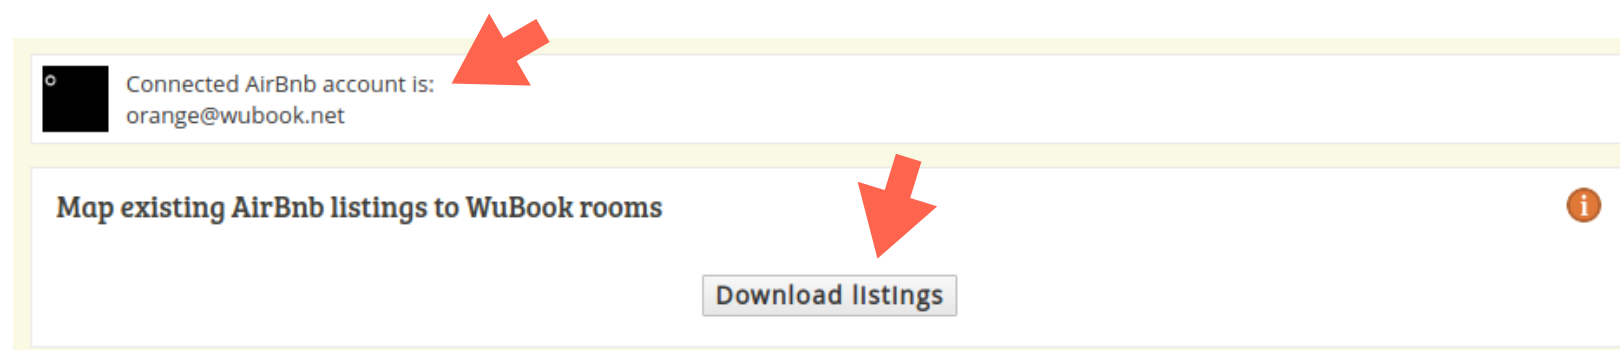 Connected AirBnb account is:
orange@wubook.net
Map existing AirBnb listings to WuBook rooms
i
Download listings